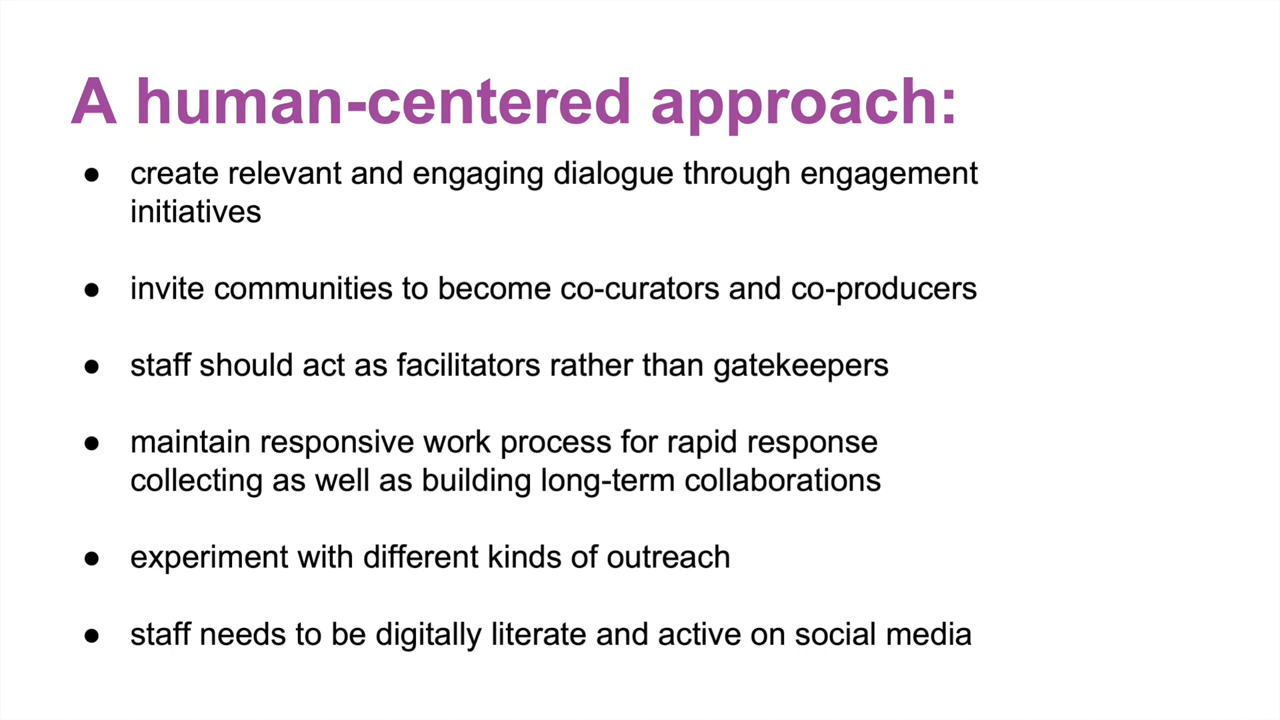 A human-centered approach:
● create relevant and engaging dialogue through engagement
initiatives
● invite communities to become co-curators and co-producers
● staff should act as facilitators rather than gatekeepers
● maintain responsive work process for rapid response
collecting as well as building long-term collaborations
● experiment with different kinds of outreach
● staff needs to be digitally literate and active on social media